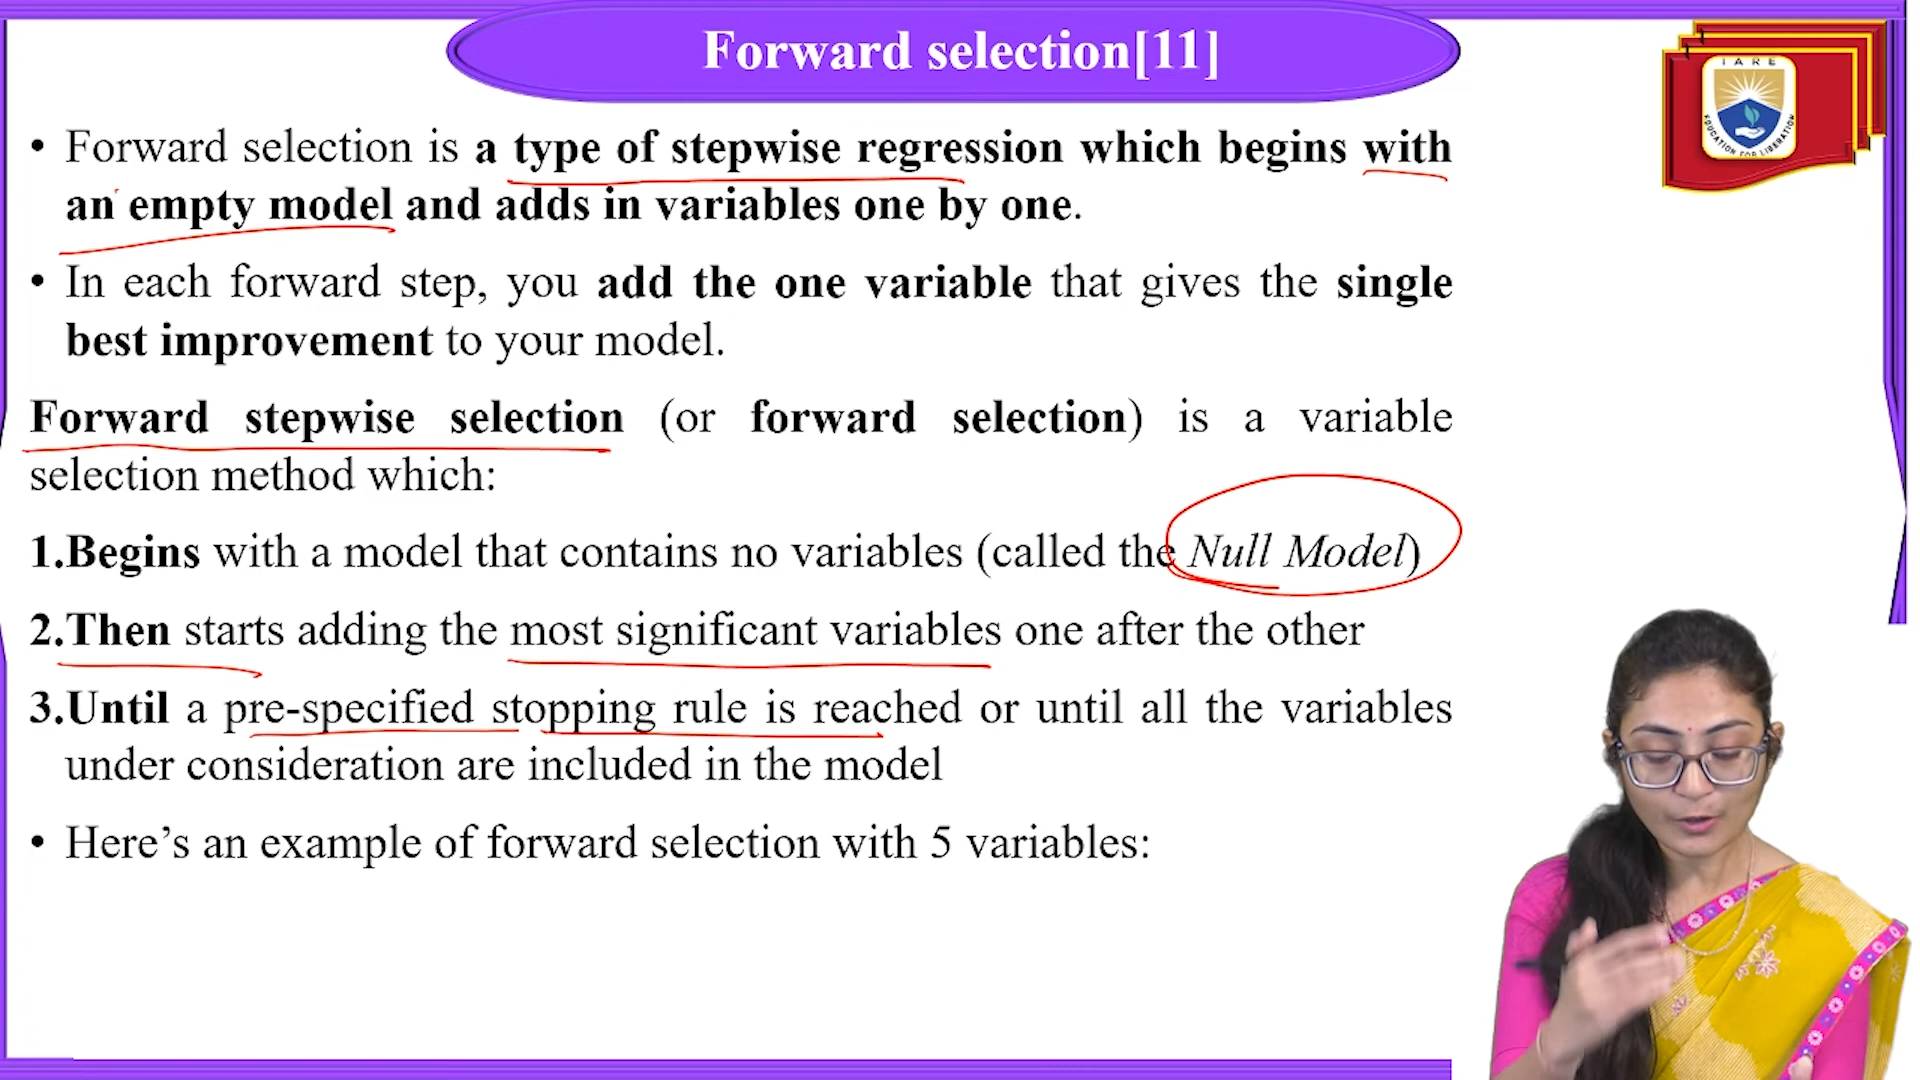 Forward selection[11]
IARE
EDUCATION FOR LIBERATION
• Forward selection is a type of stepwise regression which begins with
an empty model and adds in variables one by one.
• In each forward step, you add the one variable that gives the single
best improvement to your model.
Forward stepwise selection (or forward selection) is a variable
selection method which:
1.Begins with a model that contains no variables (called the Null Model)
2.Then starts adding the most significant variables one after the other
3.Until a pre-specified stopping rule is reached or until all the variables
under consideration are included in the model
• Here’s an example of forward selection with 5 variables: